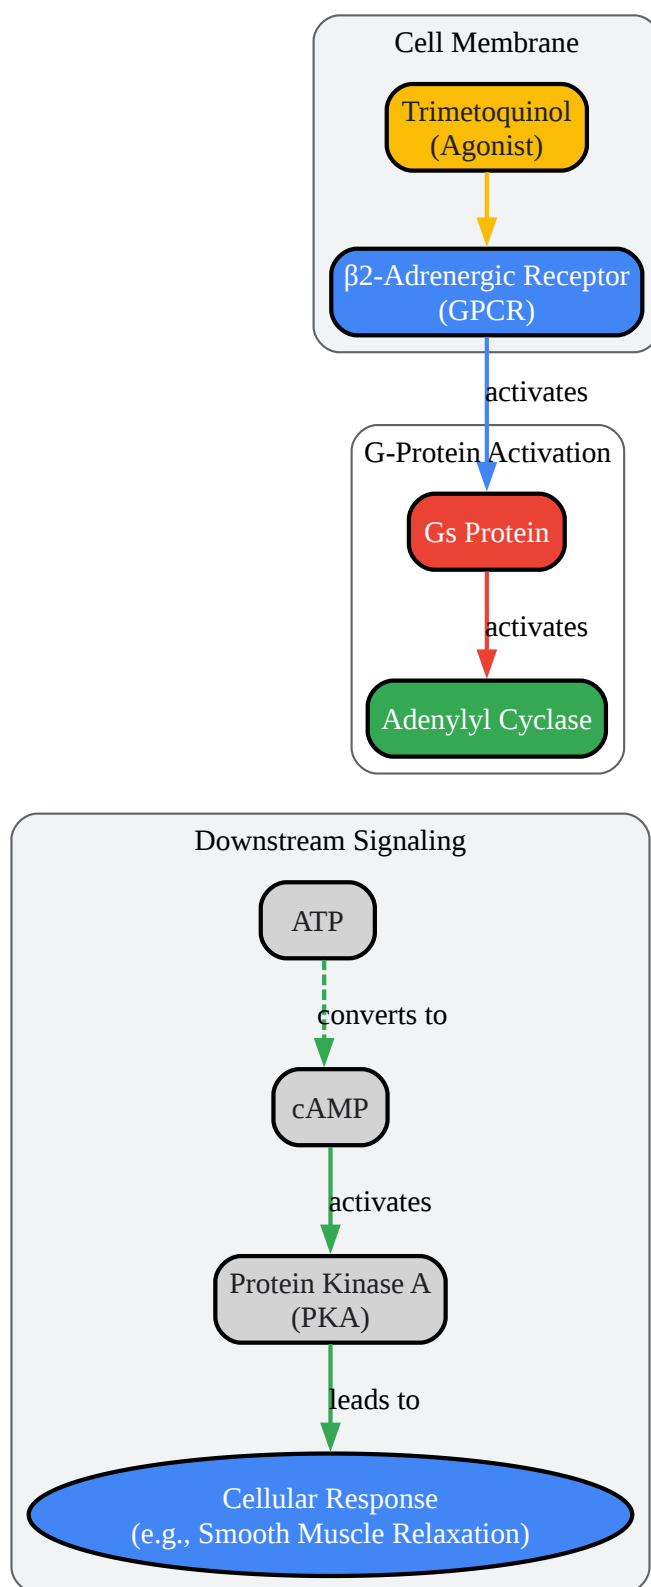 Cell Membrane
Trimetoquinol
(Agonist)
β2-Adrenergic Receptor
(GPCR)
activates
G-Protein Activation
Gs Protein
activates
Adenylyl Cyclase
Downstream Signaling
ATP
converts to
cAMP
activates
Protein Kinase A
(PKA)
leads to
Cellular Response
(e.g., Smooth Muscle Relaxation)